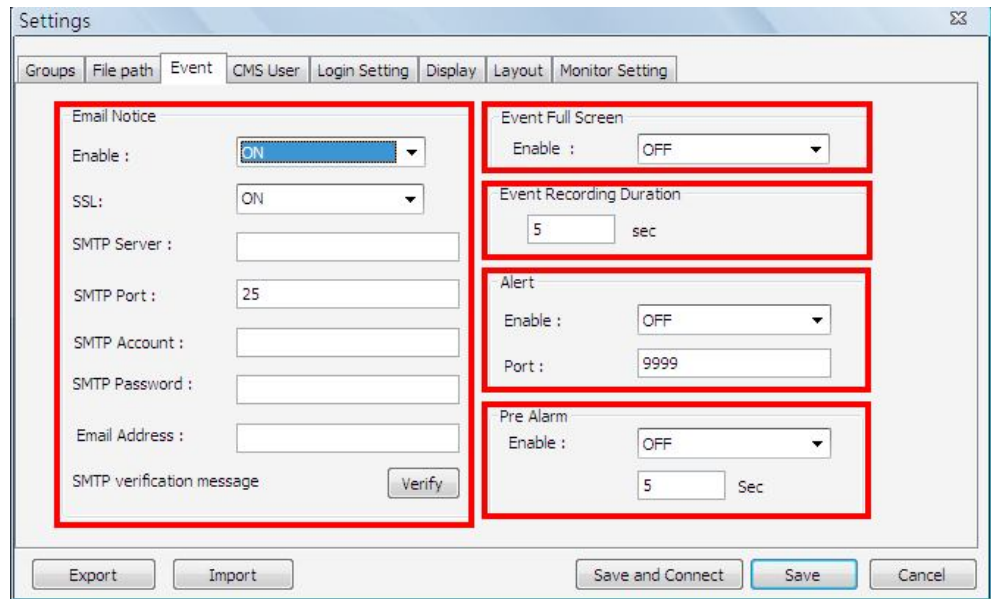 Settings
Groups File path Event CMS User Login Setting Display Layout Monitor Setting
Email Notice
Enable : ON
SSL: ON
SMTP Server :
SMTP Port : 25
SMTP Account :
SMTP Password :
Email Address :
SMTP verification message Verify
Event Full Screen
Enable : OFF
Event Recording Duration
5 sec
Alert
Enable : OFF
Port : 9999
Pre Alarm
Enable : OFF
5 Sec
Export Import Save and Connect Save Cancel